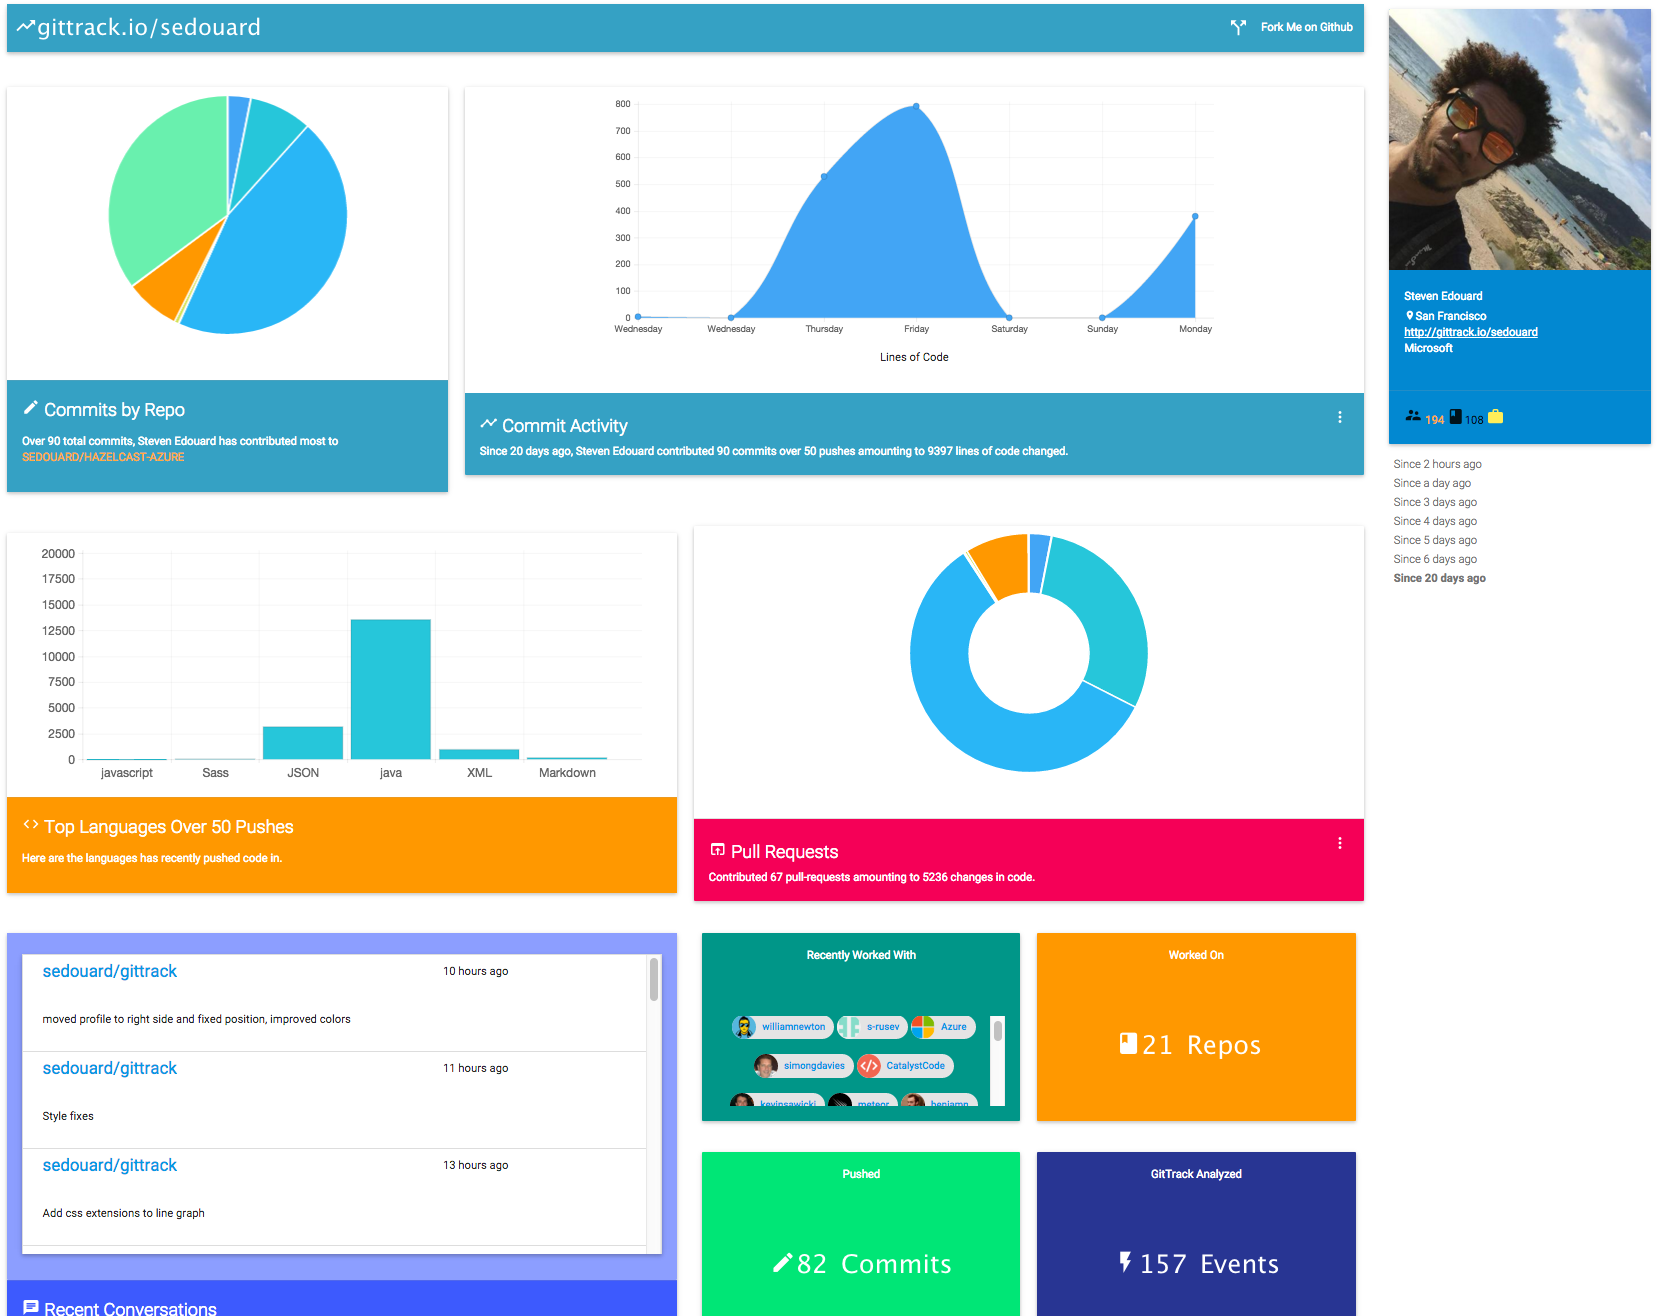 gittrack.io/sedouard
Fork Me on Github
Commits by Repo
Over 90 total commits, Steven Edouard has contributed most to
SEDOUARD/HAZELCAST-AZURE
800
700
600
500
400
300
200
100
0
Wednesday Wednesday Thursday Friday Saturday Sunday Monday
Lines of Code
Commit Activity
Since 20 days ago, Steven Edouard contributed 90 commits over 50 pushes amounting to 9397 lines of code changed.
Steven Edouard
San Francisco
http://gittrack.io/sedouard
Microsoft
194 108
Since 2 hours ago
Since a day ago
Since 3 days ago
Since 4 days ago
Since 5 days ago
Since 6 days ago
Since 20 days ago
20000
17500
15000
12500
10000
7500
5000
2500
0
javascript Sass JSON java XML Markdown
Top Languages Over 50 Pushes
Here are the languages has recently pushed code in.
Pull Requests
Contributed 67 pull-requests amounting to 5236 changes in code.
sedouard/gittrack 10 hours ago
moved profile to right side and fixed position, improved colors
sedouard/gittrack 11 hours ago
Style fixes
sedouard/gittrack 13 hours ago
Add css extensions to line graph
Recent Conversations
Recently Worked With
williamnewton s-rusev Azure
simongdavies CatalystCode
kevinsawicki meteor benjamn
Worked On
21 Repos
Pushed
82 Commits
GitTrack Analyzed
157 Events